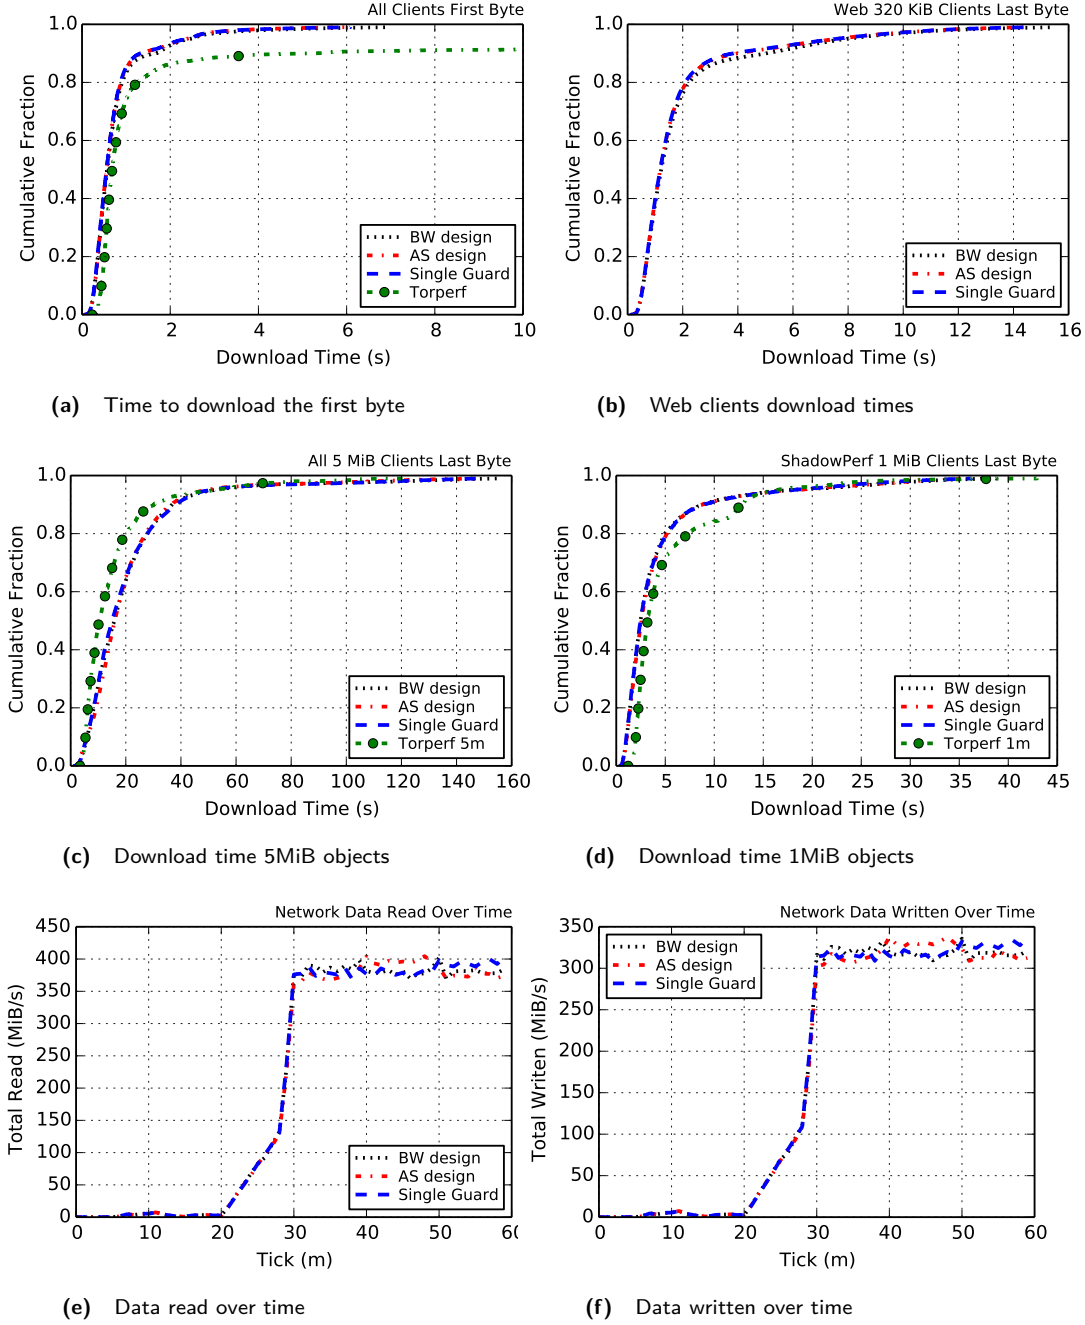 All Clients First Byte
1.0
0.8
0.6
0.4
0.2
0.0
Cumulative Fraction
BW design
AS design
Single Guard
Torperf
0 2 4 6 8 10
Download Time (s)
(a) Time to download the first byte
Web 320 KiB Clients Last Byte
1.0
0.8
0.6
0.4
0.2
0.0
Cumulative Fraction
BW design
AS design
Single Guard
0 2 4 6 8 10 12 14 16
Download Time (s)
(b) Web clients download times
All 5 MiB Clients Last Byte
1.0
0.8
0.6
0.4
0.2
0.0
Cumulative Fraction
BW design
AS design
Single Guard
Torperf 5m
0 20 40 60 80 100 120 140 160
Download Time (s)
(c) Download time 5MiB objects
ShadowPerf 1 MiB Clients Last Byte
1.0
0.8
0.6
0.4
0.2
0.0
Cumulative Fraction
BW design
AS design
Single Guard
Torperf 1m
0 5 10 15 20 25 30 35 40 45
Download Time (s)
(d) Download time 1MiB objects
Network Data Read Over Time
450
400
350
300
250
200
150
100
50
0
Total Read (MiB/s)
BW design
AS design
Single Guard
0 10 20 30 40 50 60
Tick (m)
(e) Data read over time
Network Data Written Over Time
350
300
250
200
150
100
50
0
Total Writen (MiB/s)
BW design
AS design
Single Guard
0 10 20 30 40 50 60
Tick (m)
(f) Data written over time